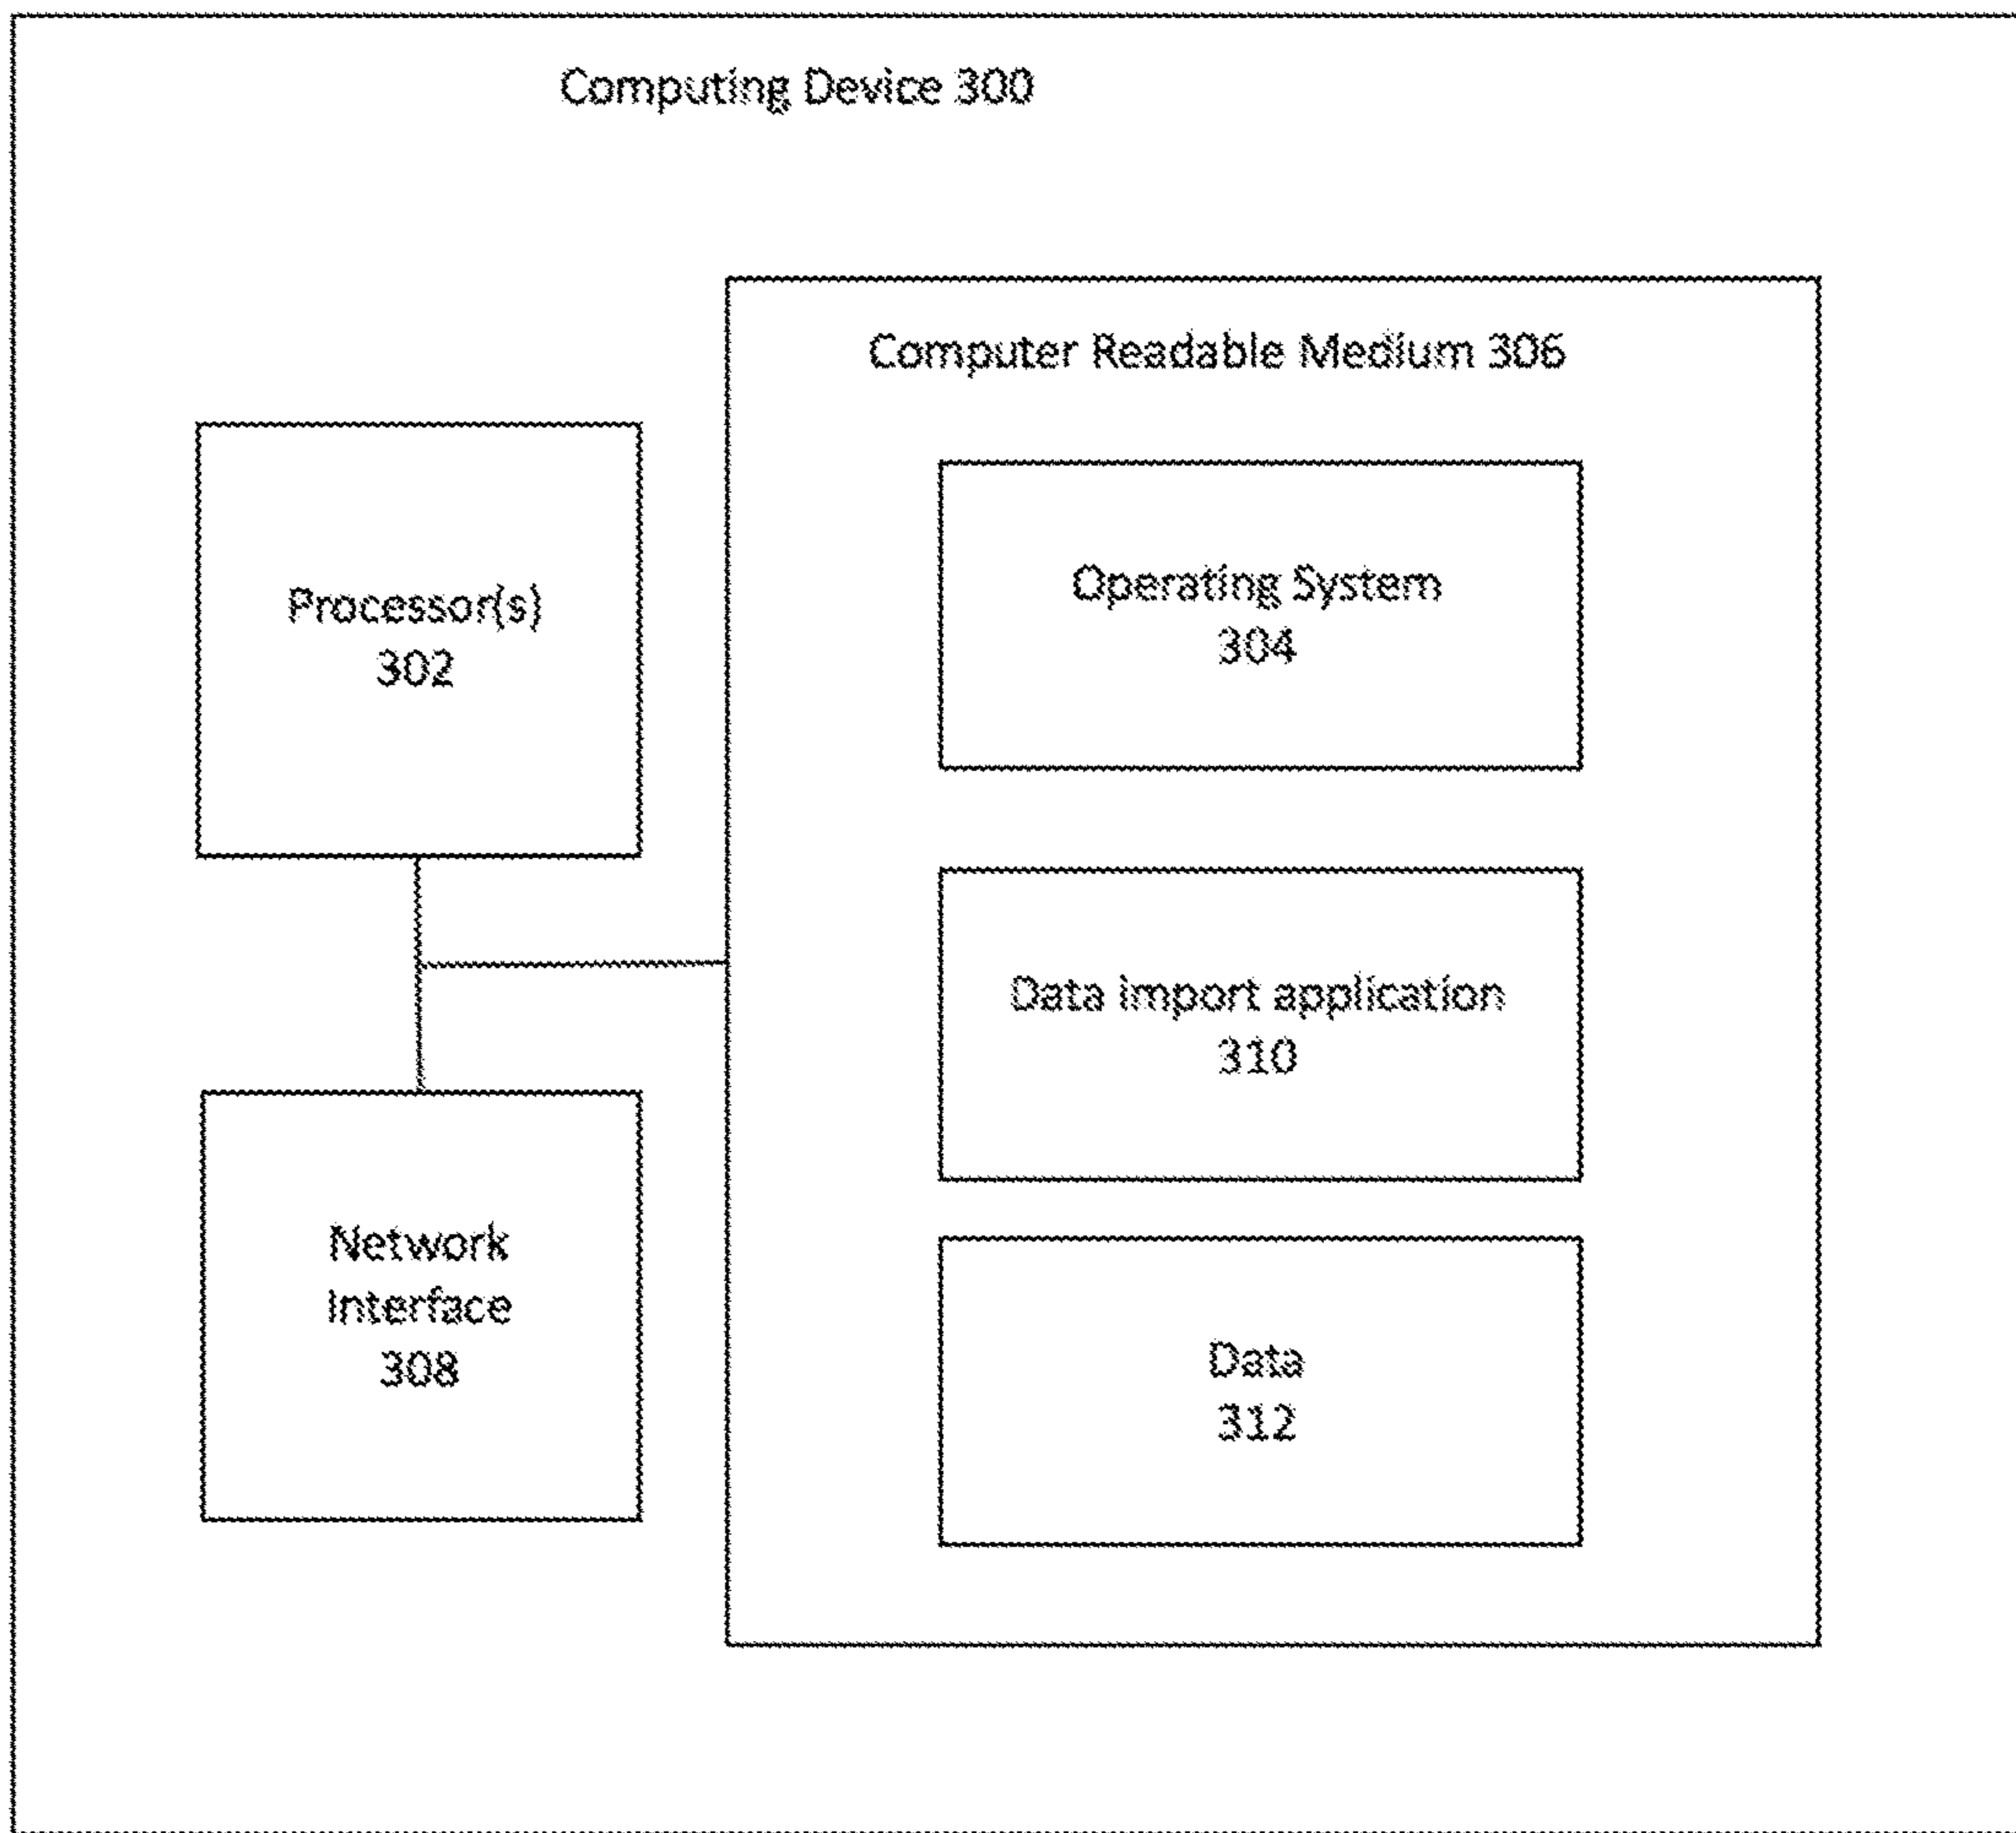 Computing Device 300
Computer Readable Medium 306
Processor(s)
302
Operating System
304
Data import application
310
Network
Interface
308
Data
312